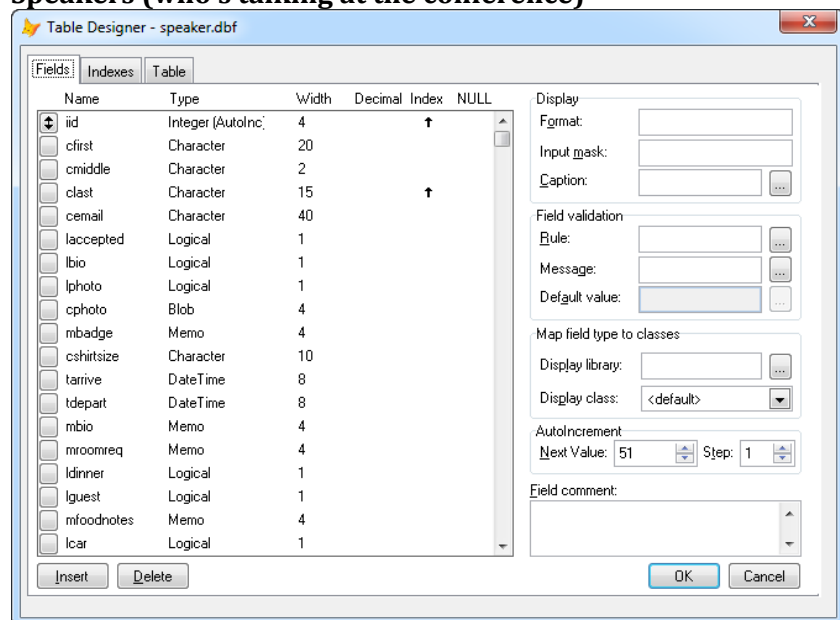 Speakers (who's talking at the conference)
Table Designer - speaker.dbf
Fields Indexes Table
Name Type Width Decimal Index NULL
iid Integer (AutoInc) 4 ↑
cfirst Character 20
cmiddle Character 2
clast Character 15 ↑
cemail Character 40
laccepted Logical 1
lbio Logical 1
lphoto Logical 1
cphoto Blob 4
mbadge Memo 4
cshirtsize Character 10
tarrive DateTime 8
tdepart DateTime 8
mbio Memo 4
mroomreq Memo 4
ldinner Logical 1
lguest Logical 1
mfoodnotes Memo 4
lcar Logical 1
Insert Delete
Display
Format:
Input mask:
Caption: ...
Field validation
Rule: ...
Message: ...
Default value: ...
Map field type to classes
Display library: ...
Display class: <default>
AutoIncrement
Next Value: 51 Step: 1
Field comment:
OK Cancel